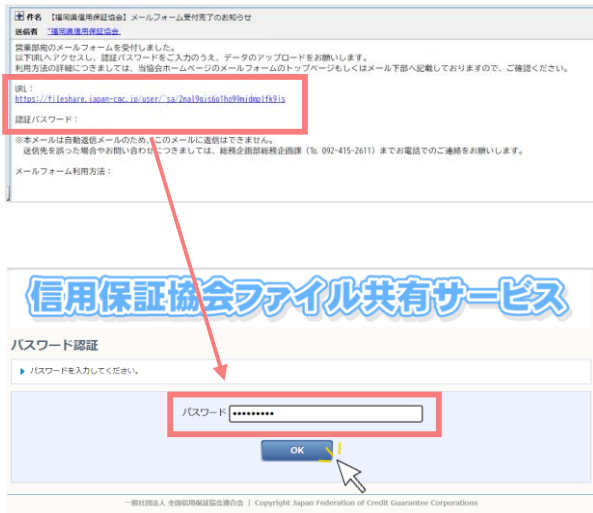 件名 【福岡県信用保証協会】メールフォーム受付完了のお知らせ
送信者 "福岡県信用保証協会
営業部宛のメールフォームを受付しました。
以下URLへアクセスし、認証パスワードをご入力のうえ、データのアップロードをお願いします。
利用方法の詳細につきましては、当協会ホームページのメールフォームのトップページもしくはメール下部へ記載しておりますので、ご確認ください。
URL：
認証パスワード：
※本メールは自動返信メールのため、このメールに返信はできません。
送信先を誤った場合やお問い合わせにつきましては、総務企画部総務企画課（℡ 092-415-2611）までお電話でのご連絡をお願いします。
メールフォーム利用方法：
信用保証協会ファイル共有サービス
パスワード認証
パスワードを入力してください。
パスワード •••••••••
OK
一般社団法人 全国信用保証協会連合会 | Copyright Japan Federation of Credit Guarantee Corporations